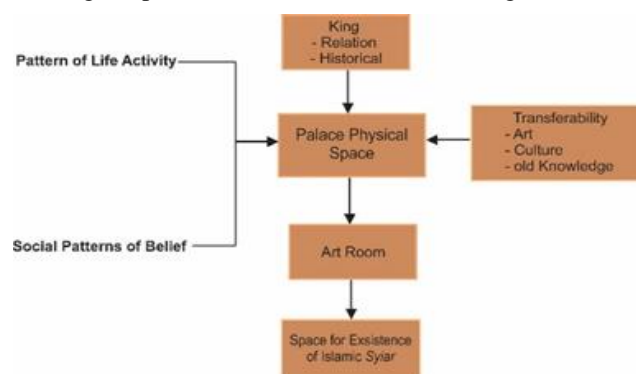 King
- Relation
- Historical
Pattern of Life Activity
Palace Physical
Space
Transferability
- Art
- Culture
- old Knowledge
Social Patterns of Belief
Art Room
Space for Exsistence
of Islamic Syiar